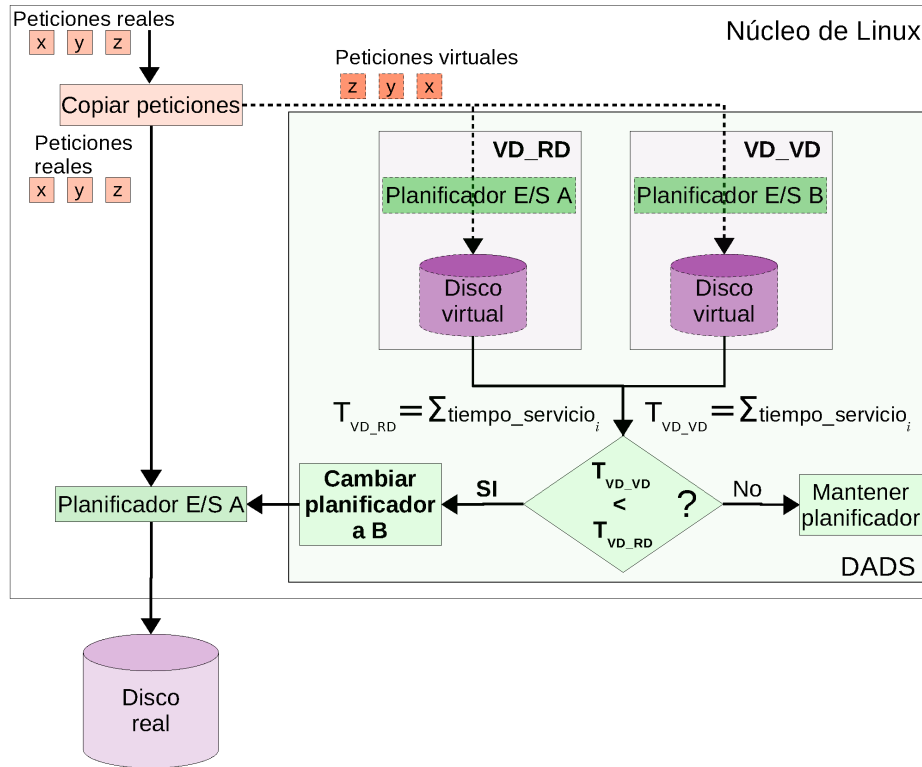 Peticiones reales
x y z
Núcleo de Linux
Peticiones virtuales
z y x
Copiar peticiones
Peticiones
reales
x y z
VD_RD
VD_VD
Planificador E/S A
Planificador E/S B
Disco
virtual
Disco
virtual
T_VD_RD=Σtiempo_servicio_i
T_VD_VD=Σtiempo_servicio_i
T_VD_VD
<
T_VD_RD
?
SI
No
Cambiar
planificador
a B
Mantener
planificador
Planificador E/S A
DADS
Disco
real